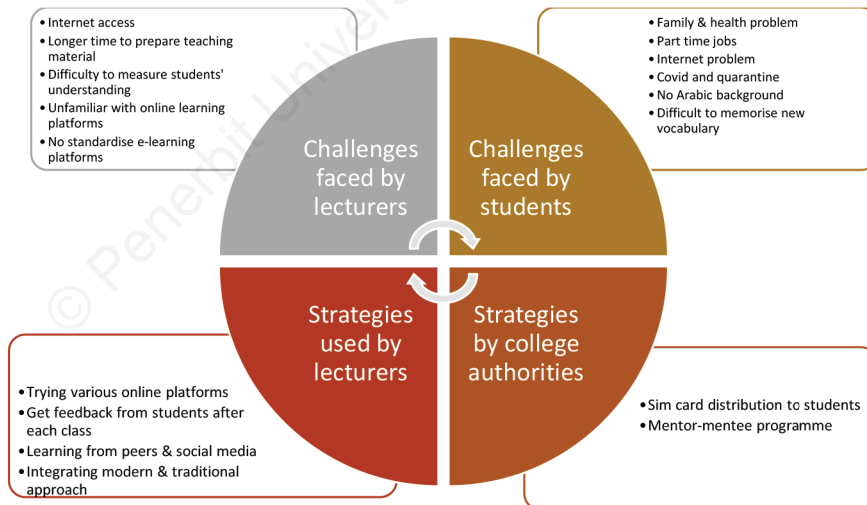 • Internet access
• Longer time to prepare teaching
material
• Difficulty to measure students'
understanding
• Unfamiliar with online learning
platforms
• No standardise e-learning
platforms
• Family & health problem
• Part time jobs
• Internet problem
• Covid and quarantine
• No Arabic background
• Difficult to memorise new
vocabulary
Challenges
faced by
lecturers
Challenges
faced by
students
Strategies
used by
lecturers
Strategies
by college
authorities
• Trying various online platforms
• Get feedback from students after
each class
• Learning from peers & social media
• Integrating modern & traditional
approach
• Sim card distribution to students
• Mentor-mentee programme
© Penerbit Univer